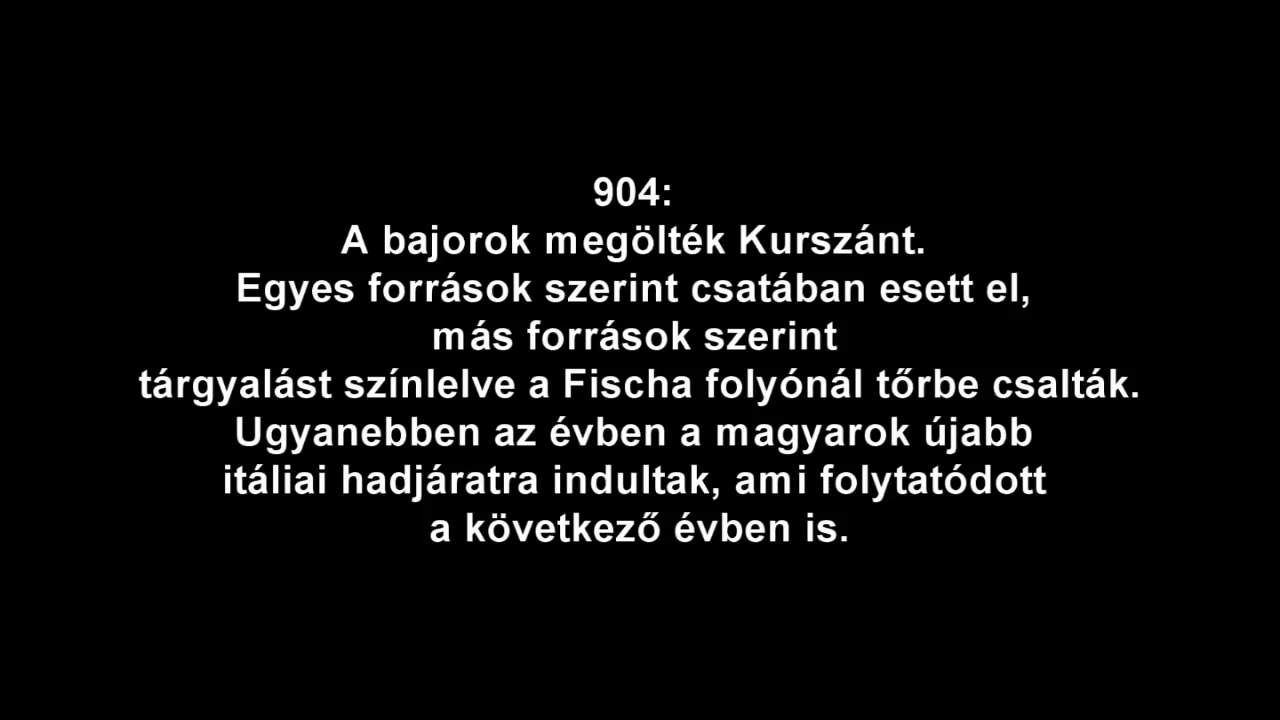 904:
A bajorok megölték Kurszánt.
Egyes források szerint csatában esett el,
más források szerint
tárgyalást színlelve a Fischa folyónál tőrbe csalták.
Ugyanebben az évben a magyarok újabb
itáliai hadjáratra indultak, ami folytatódott
a következő évben is.